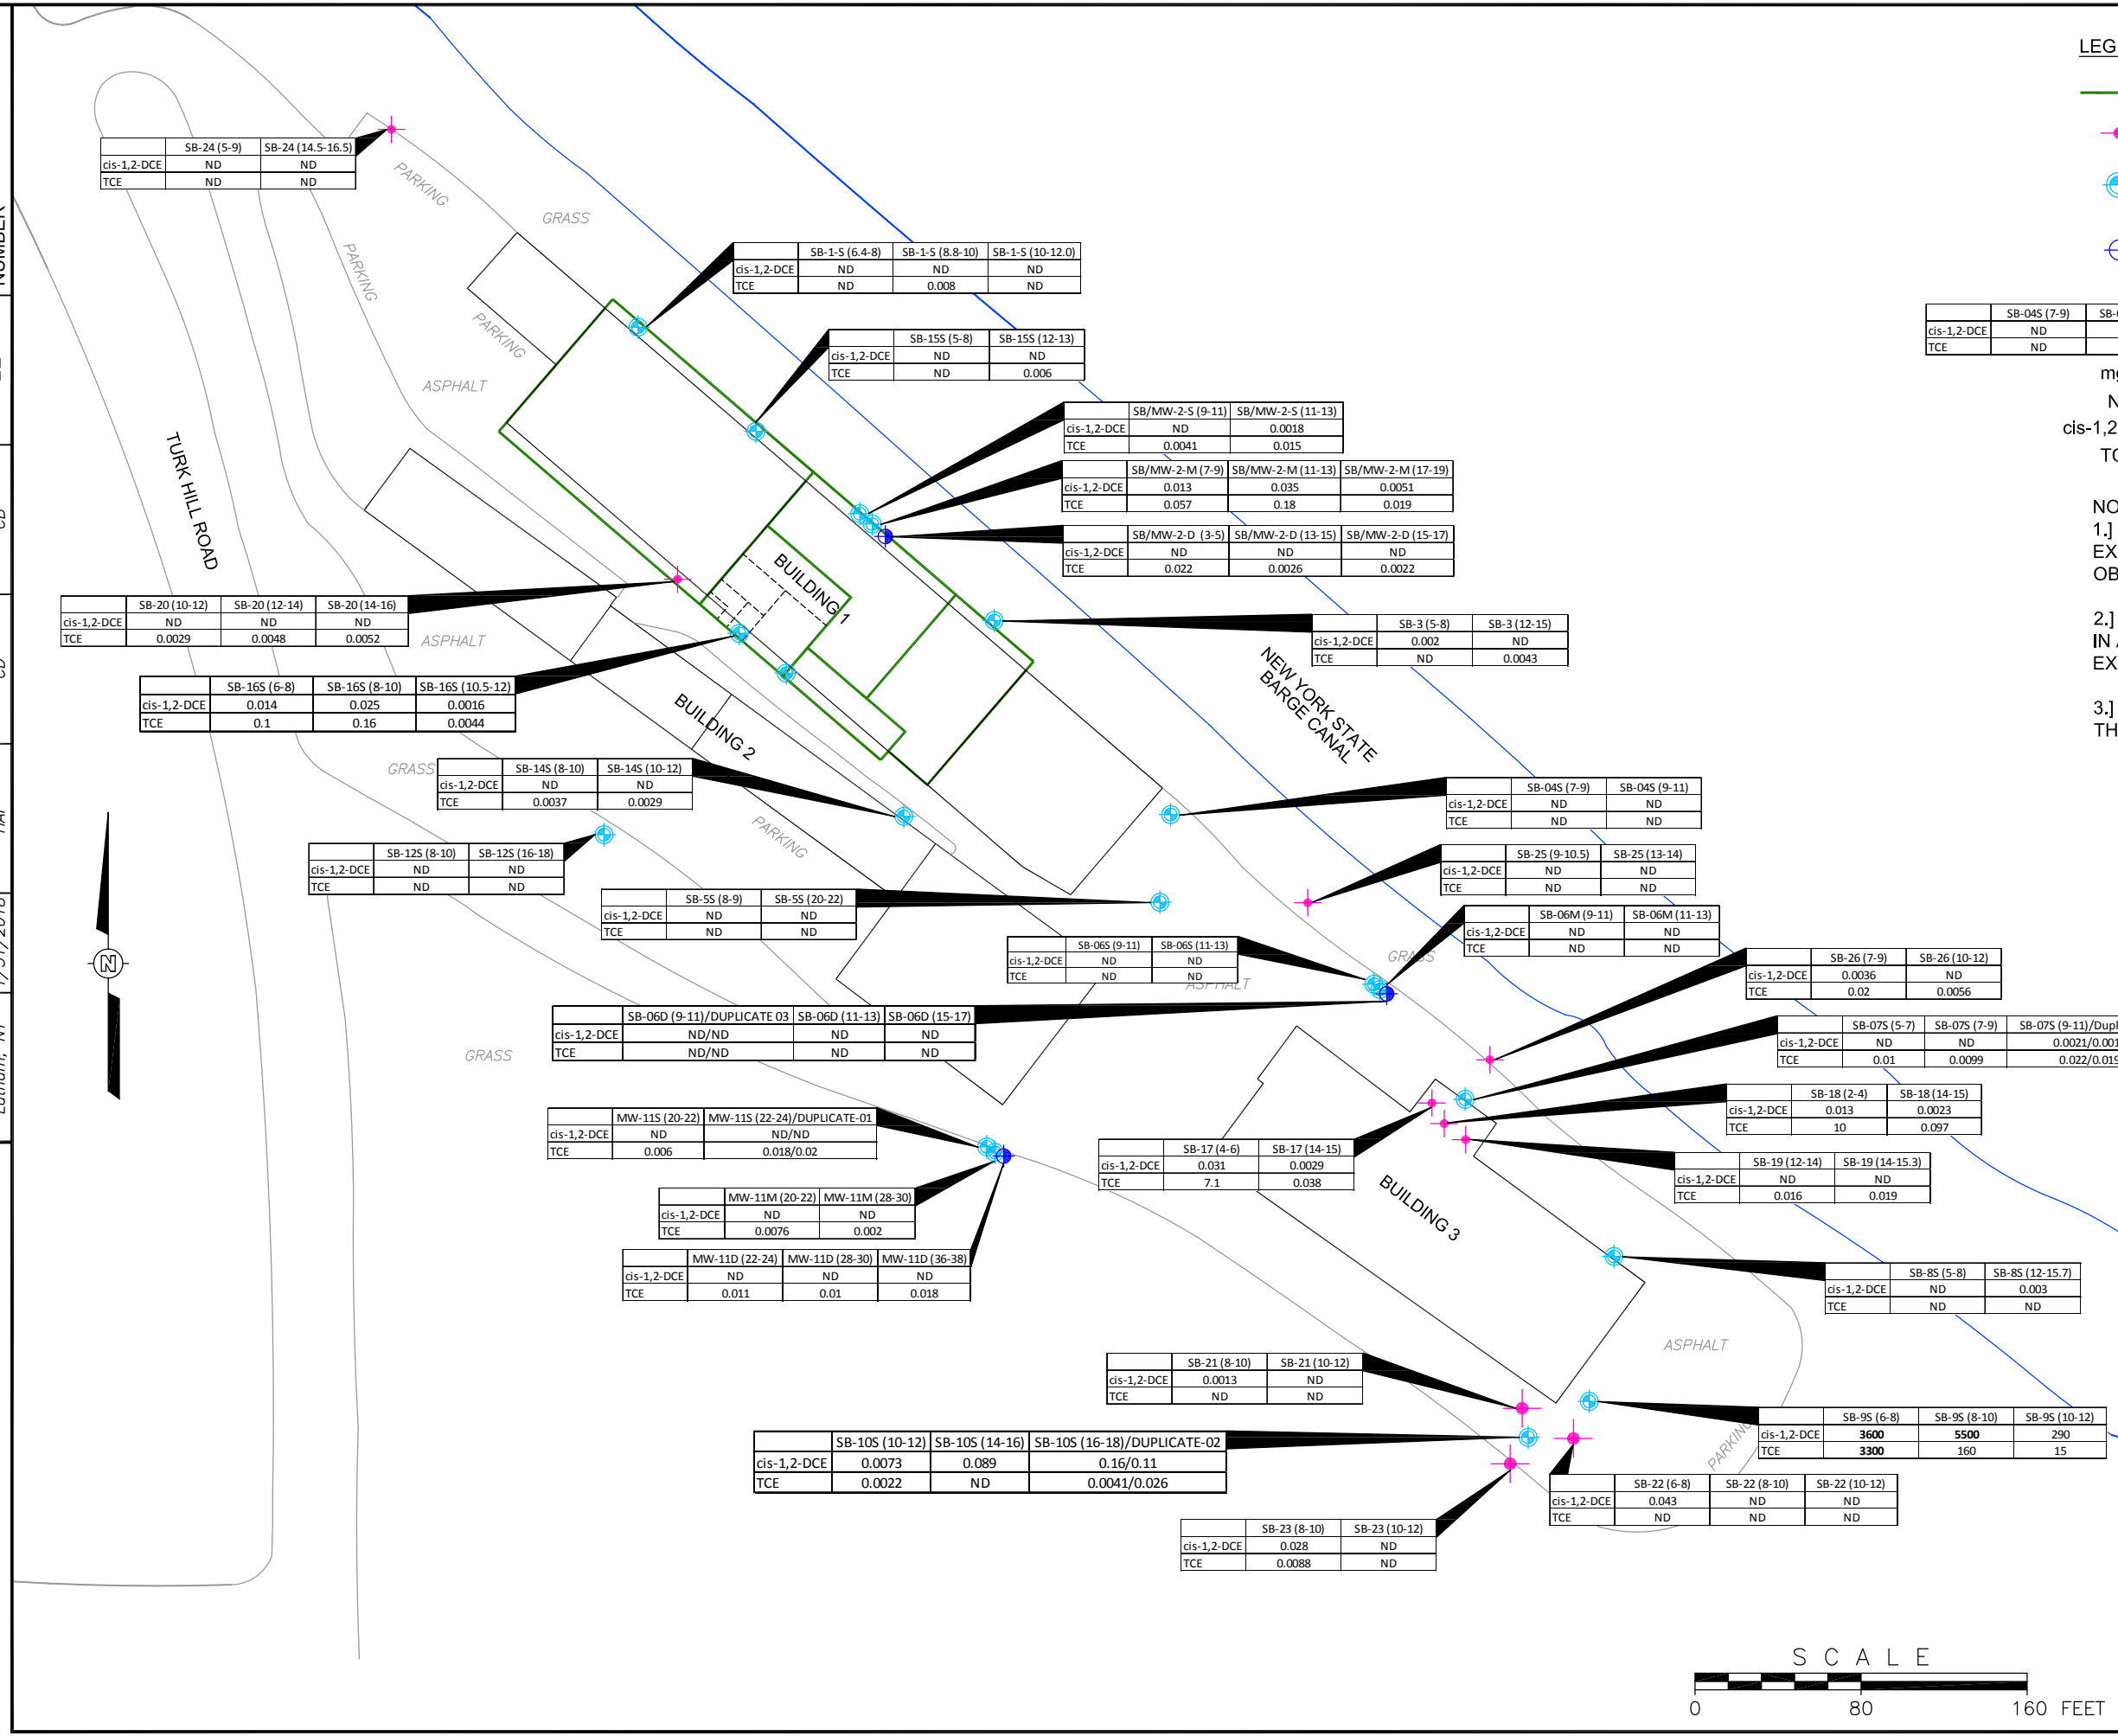 LEG
SB-24 (5-9) SB-24 (14.5-16.5)
cis-1,2-DCE ND ND
TCE ND ND
PARKING
GRASS
PARKING
SB-1-S (6.4-8) SB-1-S (8.8-10) SB-1-S (10-12.0)
cis-1,2-DCE ND ND ND
TCE ND 0.008 ND
PARKING
ASPHALT
SB-15S (5-8) SB-15S (12-13)
cis-1,2-DCE ND ND
TCE ND 0.006
SB-04S (7-9) SB-
cis-1,2-DCE ND
TCE ND
mg
N
cis-1,2
TC
SB/MW-2-S (9-11) SB/MW-2-S (11-13)
cis-1,2-DCE ND 0.0018
TCE 0.0041 0.015
SB/MW-2-M (7-9) SB/MW-2-M (11-13) SB/MW-2-M (17-19)
cis-1,2-DCE 0.013 0.035 0.0051
TCE 0.057 0.18 0.019
SB/MW-2-D (3-5) SB/MW-2-D (13-15) SB/MW-2-D (15-17)
cis-1,2-DCE ND ND ND
TCE 0.022 0.0026 0.0022
NO
1.]
EX
OB
2.]
IN
EX
3.]
TH
TURK HILL ROAD
BUILDING 1
SB-20 (10-12) SB-20 (12-14) SB-20 (14-16)
cis-1,2-DCE ND ND ND
TCE 0.0029 0.0048 0.0052
ASPHALT
SB-3 (5-8) SB-3 (12-15)
cis-1,2-DCE 0.002 ND
TCE ND 0.0043
NEW YORK STATE
BARGE CANAL
SB-16S (6-8) SB-16S (8-10) SB-16S (10.5-12)
cis-1,2-DCE 0.014 0.025 0.0016
TCE 0.1 0.16 0.0044
BUILDING 2
GRASS
SB-14S (8-10) SB-14S (10-12)
cis-1,2-DCE ND ND
TCE 0.0037 0.0029
PARKING
SB-04S (7-9) SB-04S (9-11)
cis-1,2-DCE ND ND
TCE ND ND
SB-12S (8-10) SB-12S (16-18)
cis-1,2-DCE ND ND
TCE ND ND
SB-25 (9-10.5) SB-25 (13-14)
cis-1,2-DCE ND ND
TCE ND ND
SB-5S (8-9) SB-5S (20-22)
cis-1,2-DCE ND ND
TCE ND ND
SB-06M (9-11) SB-06M (11-13)
cis-1,2-DCE ND ND
TCE ND ND
SB-06S (9-11) SB-06S (11-13)
cis-1,2-DCE ND ND
TCE ND ND
GRASS
ASPHALT
SB-26 (7-9) SB-26 (10-12)
cis-1,2-DCE 0.0036 ND
TCE 0.02 0.0056
SB-06D (9-11)/DUPLICATE 03 SB-06D (11-13) SB-06D (15-17)
cis-1,2-DCE ND/ND ND ND
TCE ND/ND ND ND
GRASS
SB-07S (5-7) SB-07S (7-9) SB-07S (9-11)/Dupl
cis-1,2-DCE ND ND 0.0021/0.001
TCE 0.01 0.0099 0.022/0.019
SB-18 (2-4) SB-18 (14-15)
cis-1,2-DCE 0.013 0.0023
TCE 10 0.097
MW-11S (20-22) MW-11S (22-24)/DUPLICATE-01
cis-1,2-DCE ND ND/ND
TCE 0.006 0.018/0.02
SB-17 (4-6) SB-17 (14-15)
cis-1,2-DCE 0.031 0.0029
TCE 7.1 0.038
SB-19 (12-14) SB-19 (14-15.3)
cis-1,2-DCE ND ND
TCE 0.016 0.019
BUILDING 3
MW-11M (20-22) MW-11M (28-30)
cis-1,2-DCE ND ND
TCE 0.0076 0.002
MW-11D (22-24) MW-11D (28-30) MW-11D (36-38)
cis-1,2-DCE ND ND ND
TCE 0.011 0.01 0.018
SB-8S (5-8) SB-8S (12-15.7)
cis-1,2-DCE ND 0.003
TCE ND ND
ASPHALT
SB-21 (8-10) SB-21 (10-12)
cis-1,2-DCE 0.0013 ND
TCE ND ND
SB-9S (6-8) SB-9S (8-10) SB-9S (10-12)
cis-1,2-DCE 3600 5500 290
TCE 3300 160 15
PARKING
SB-10S (10-12) SB-10S (14-16) SB-10S (16-18)/DUPLICATE-02
cis-1,2-DCE 0.0073 0.089 0.16/0.11
TCE 0.0022 ND 0.0041/0.026
SB-22 (6-8) SB-22 (8-10) SB-22 (10-12)
cis-1,2-DCE 0.043 ND ND
TCE ND ND ND
SB-23 (8-10) SB-23 (10-12)
cis-1,2-DCE 0.028 ND
TCE 0.0088 ND
N
SCALE
0 80 160 FEET